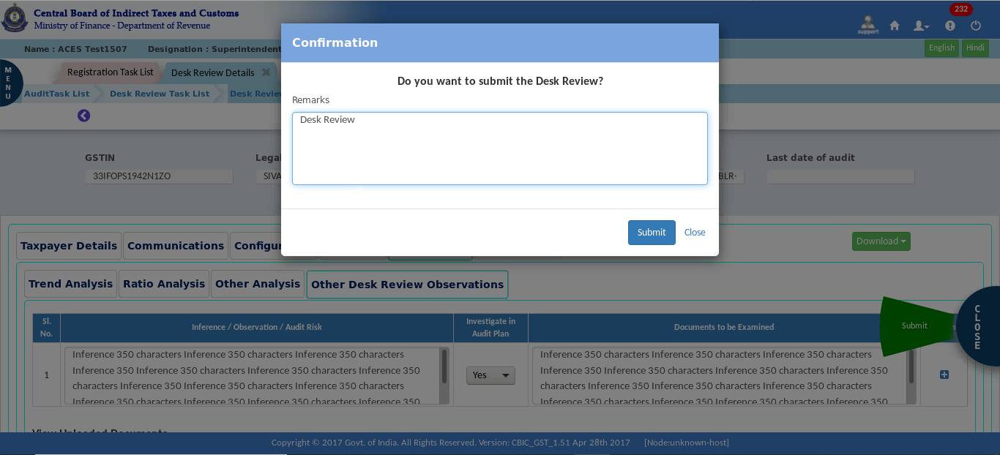 Central Board of Indirect Taxes and Customs
Ministry of Finance - Department of Revenue
232
support
Name : ACES Test1507 Designation : Superintendent
English Hindi
MENU
Registration Task List Desk Review Details
AuditTask List Desk Review Task List Desk Review
Confirmation
Do you want to submit the Desk Review?
Remarks
Desk Review
Submit Close
GSTIN Legal Last date of audit
33IFOPS1942N1ZO SIVA BLR-
Taxpayer Details Communications Configur
Download
Trend Analysis Ratio Analysis Other Analysis Other Desk Review Observations
Sl. No. Inference / Observation / Audit Risk Investigate in Audit Plan Documents to be Examined
Submit
CLOSE
1
Inference 350 characters Inference 350 characters Inference 350 characters
Inference 350 Inference 350 characters Inference 350 characters Inference 350
characters Inference 350 Inference 350 characters Inference 350 characters
Inference 350 characters Inference 350 Inference 350 characters Inference 350
Yes
Inference 350 characters Inference 350 characters Inference 350 characters
Inference 350 Inference 350 characters Inference 350 characters Inference 350
characters Inference 350 Inference 350 characters Inference 350 characters
Inference 350 characters Inference 350 Inference 350 characters Inference 350
View Uploaded Documents
Copyright © 2017 Govt. of India. All Rights Reserved. Version: CBIC_GST_1.51 Apr 28th 2017 [Node:unknown-host]